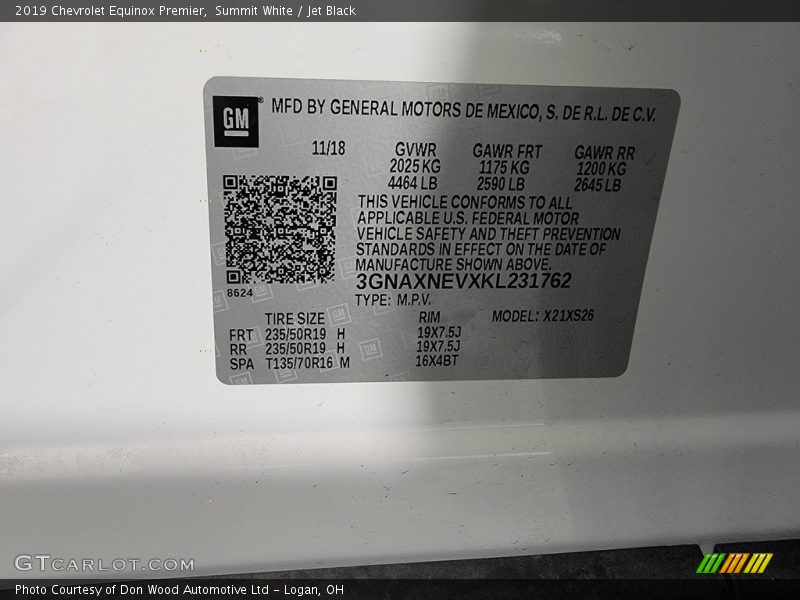 2019 Chevrolet Equinox Premier, Summit White / Jet Black
GM
® MFD BY GENERAL MOTORS DE MEXICO, S. DE R.L. DE C.V.
11/18 GVWR GAWR FRT GAWR RR
2025 KG 1175 KG 1200 KG
4464 LB 2590 LB 2645 LB
THIS VEHICLE CONFORMS TO ALL
APPLICABLE U.S. FEDERAL MOTOR
VEHICLE SAFETY AND THEFT PREVENTION
STANDARDS IN EFFECT ON THE DATE OF
MANUFACTURE SHOWN ABOVE.
3GNAXNEVXKL231762
8624
TYPE: M.P.V.
TIRE SIZE RIM MODEL: X21XS26
FRT 235/50R19 H 19X7.5J
RR 235/50R19 H 19X7.5J
SPA T135/70R16 M 16X4BT
GTCARLOT.COM
Photo Courtesy of Don Wood Automotive Ltd - Logan, OH